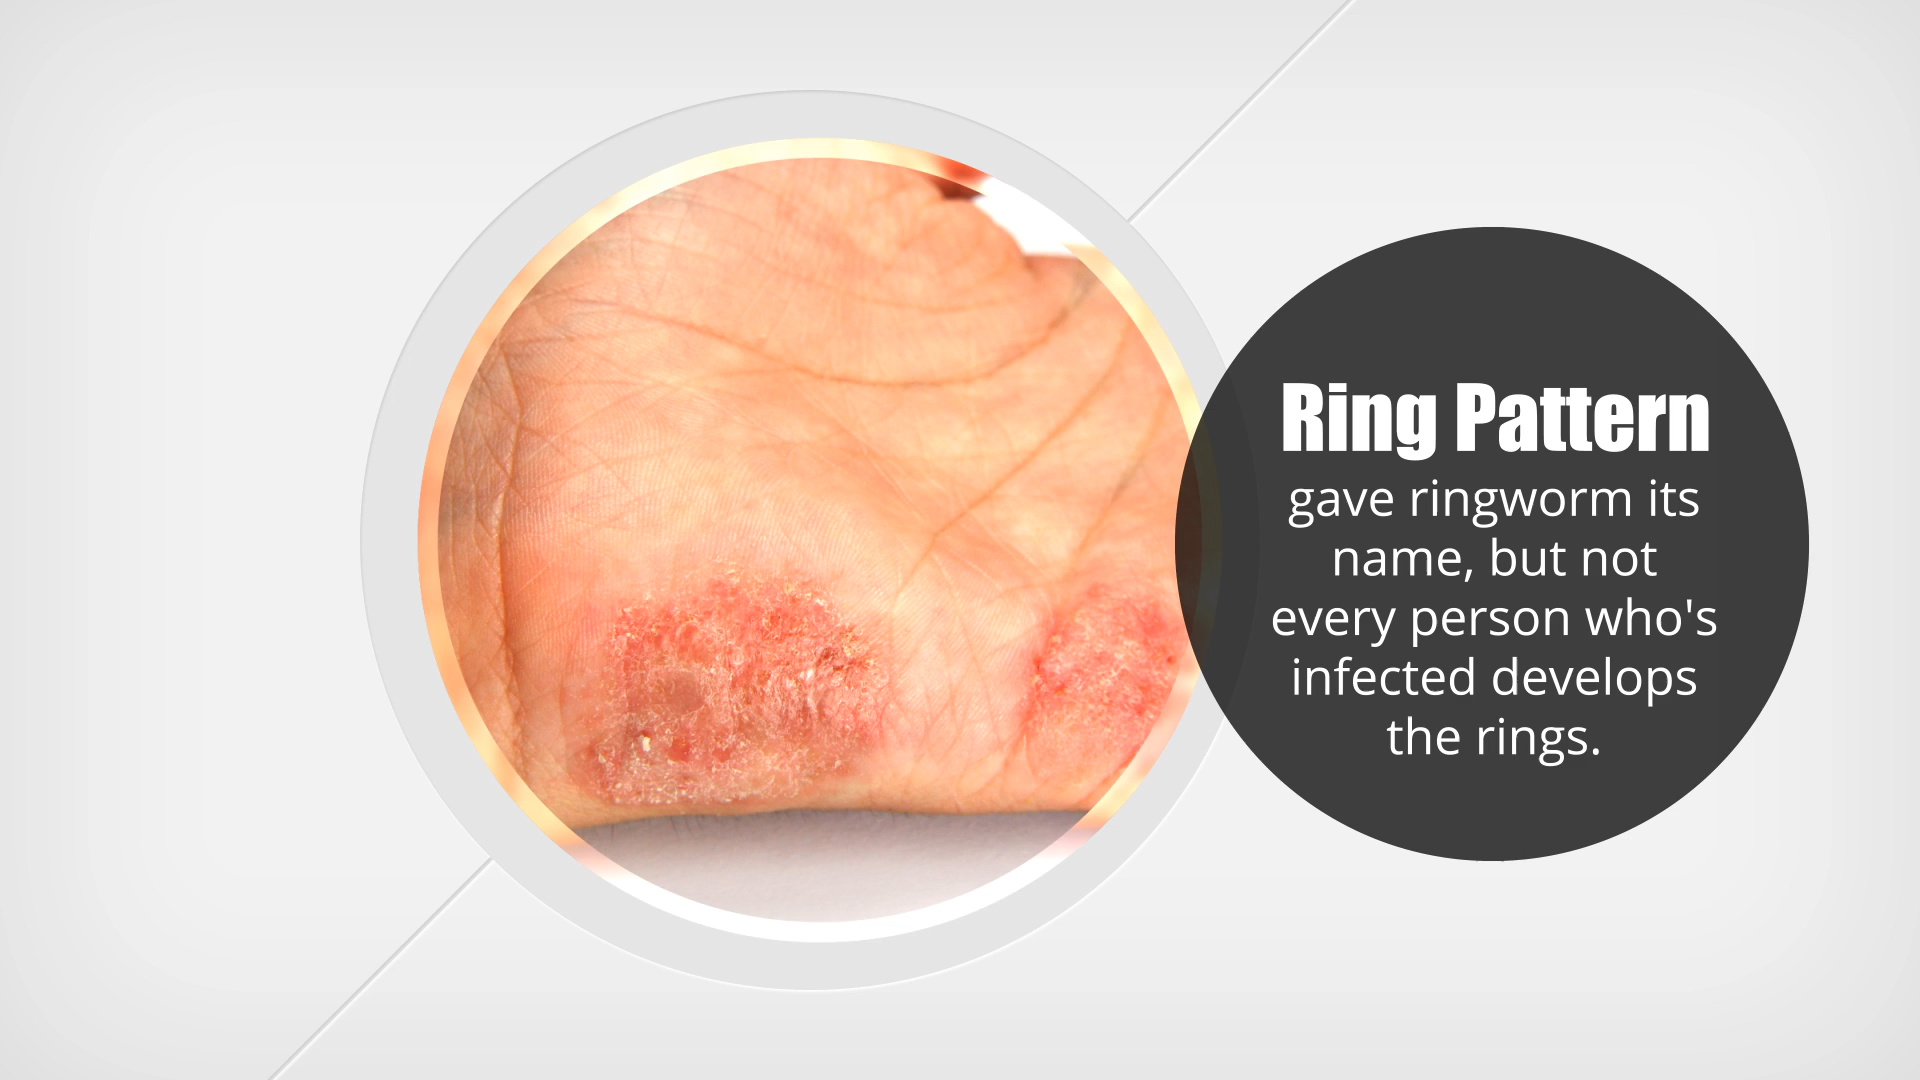 Ring Pattern
gave ringworm its
name, but not
every person who's
infected develops
the rings.